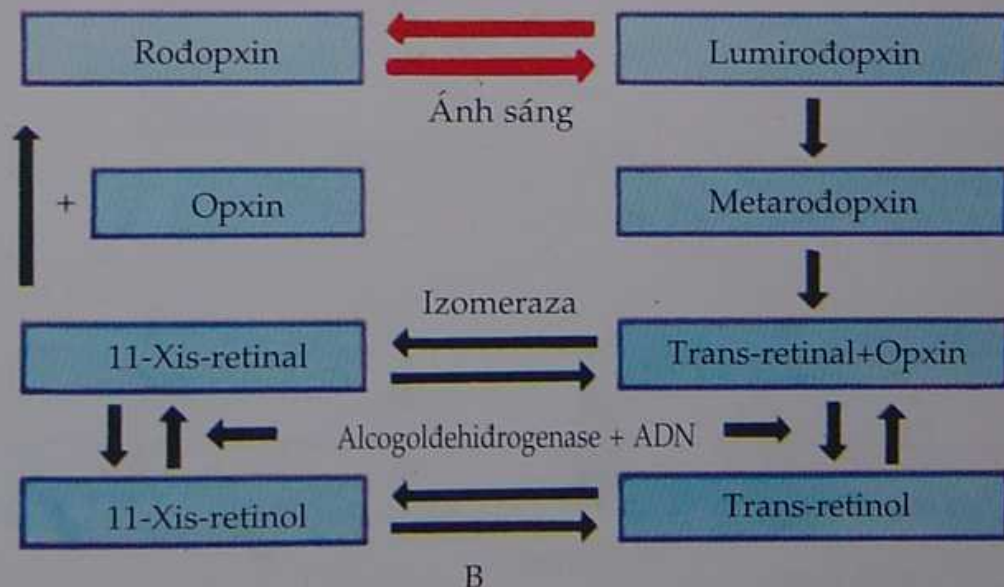 Rođopxin
Lumirođopxin
Ánh sáng
+
Opxin
Metarođopxin
Izomeraza
11-Xis-retinal
Trans-retinal+Opxin
Alcogolđehiđrogenase + ADN
11-Xis-retinol
Trans-retinol
B